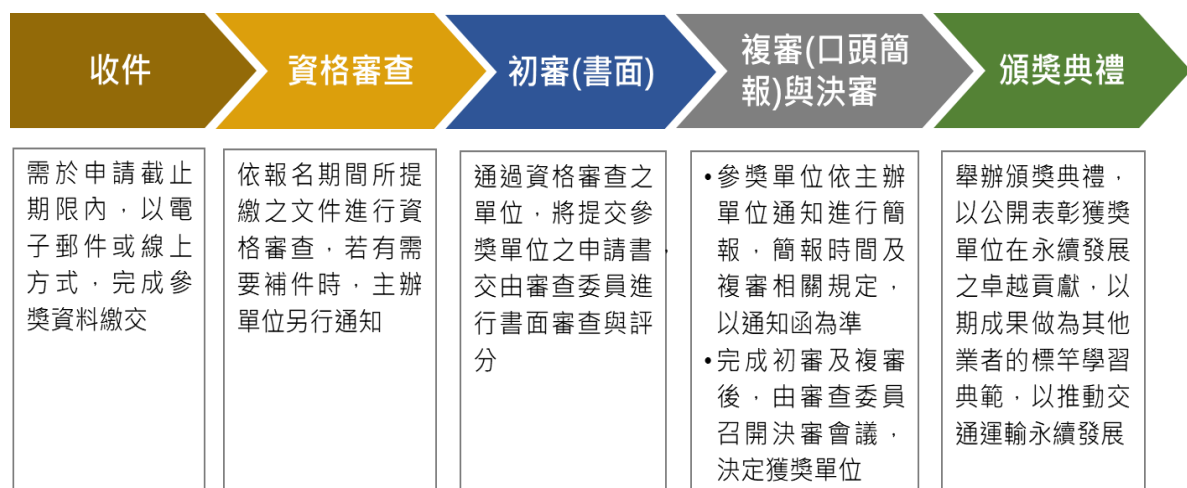 收件
資格審查
初審(書面)
複審(口頭簡
報)與決審
頒獎典禮
需於申請截止
期限內，以電
子郵件或線上
方式，完成參
獎資料繳交
依報名期間所提
繳之文件進行資
格審查，若有需
要補件時，主辦
單位另行通知
通過資格審查之
單位，將提交參
獎單位之申請書，
交由審查委員進
行書面審查與評
分
•參獎單位依主辦
單位通知進行簡
報，簡報時間及
複審相關規定，
以通知函為準
•完成初審及複審
後，由審查委員
召開決審會議，
決定獲獎單位
舉辦頒獎典禮，
以公開表彰獲獎
單位在永續發展
之卓越貢獻，以
期成果做為其他
業者的標竿學習
典範，以推動交
通運輸永續發展